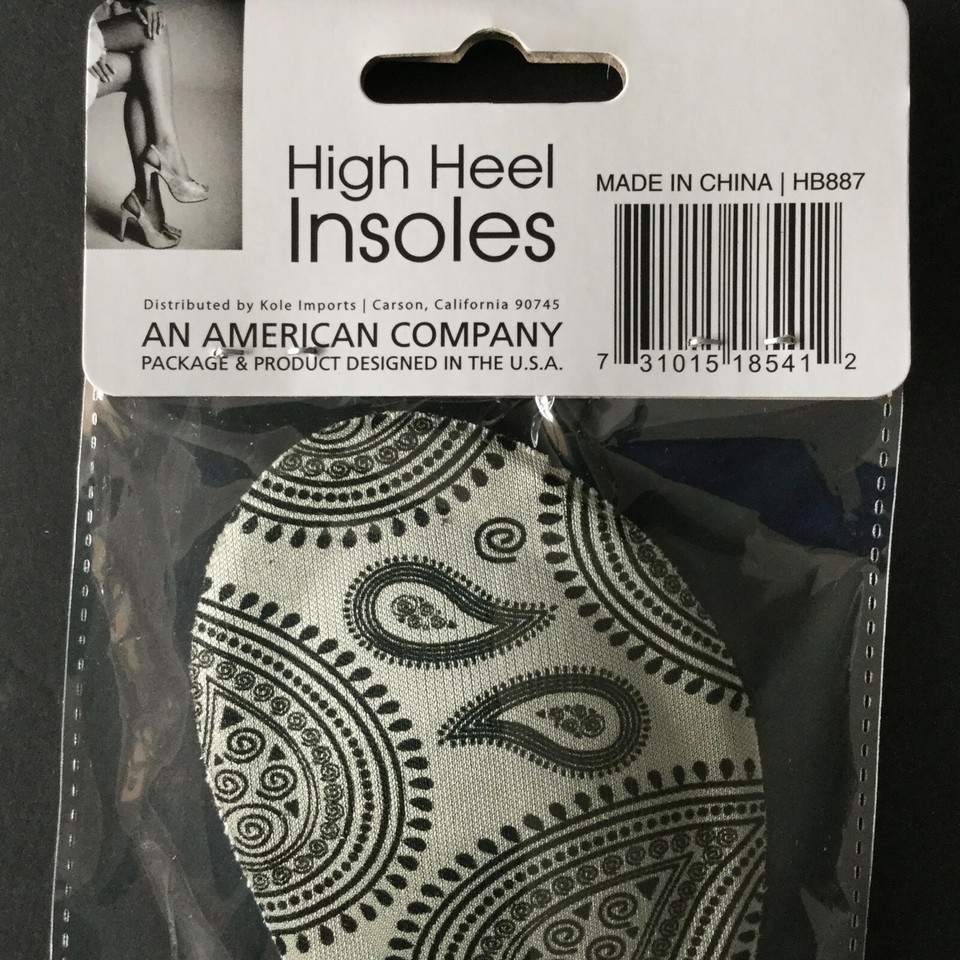 High Heel
Insoles
MADE IN CHINA | HB887
Distributed by Kole Imports | Carson, California 90745
AN AMERICAN COMPANY
PACKAGE & PRODUCT DESIGNED IN THE U.S.A.
7 31015 18541 2